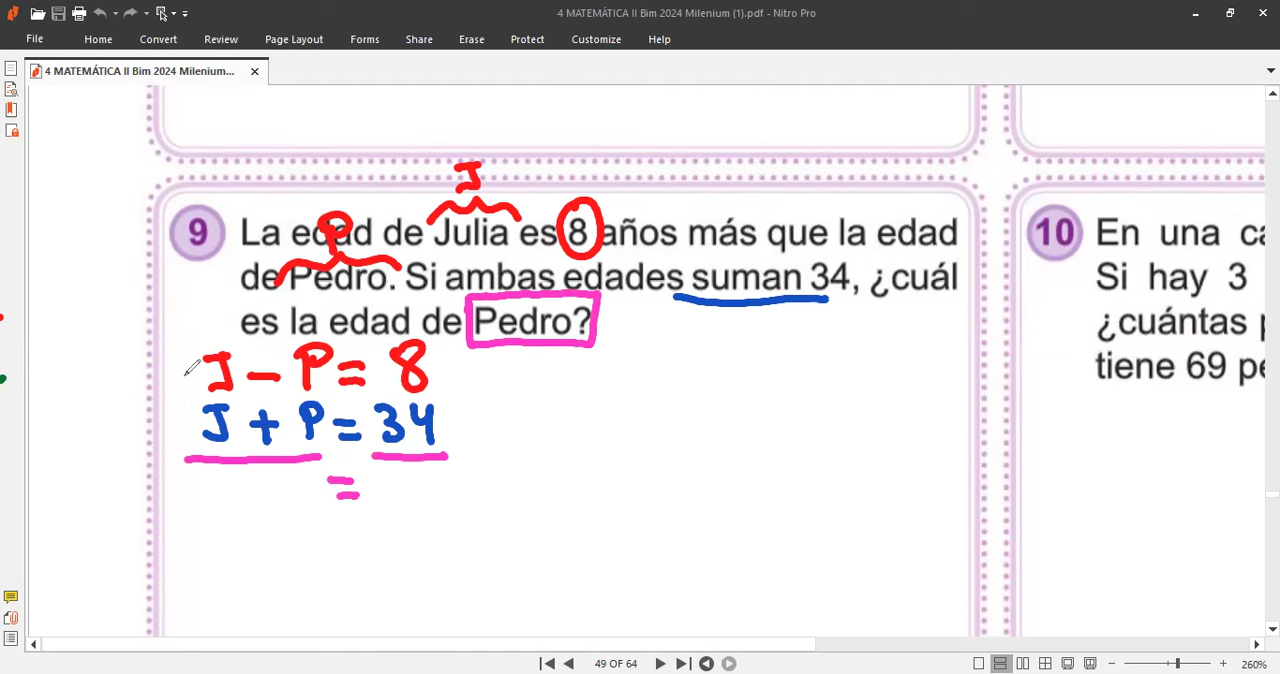 4 MATEMÁTICA II Bim 2024 Milenium (1).pdf - Nitro Pro
File Home Convert Review Page Layout Forms Share Erase Protect Customize Help
4 MATEMÁTICA II Bim 2024 Milenium...
J
P
9 La edad de Julia es 8 años más que la edad
de Pedro. Si ambas edades suman 34, ¿cuál
es la edad de Pedro?
J - P = 8
J + P = 34
=
10 En una ca
Si hay 3
¿cuántas p
tiene 69 pe
49 OF 64
260%